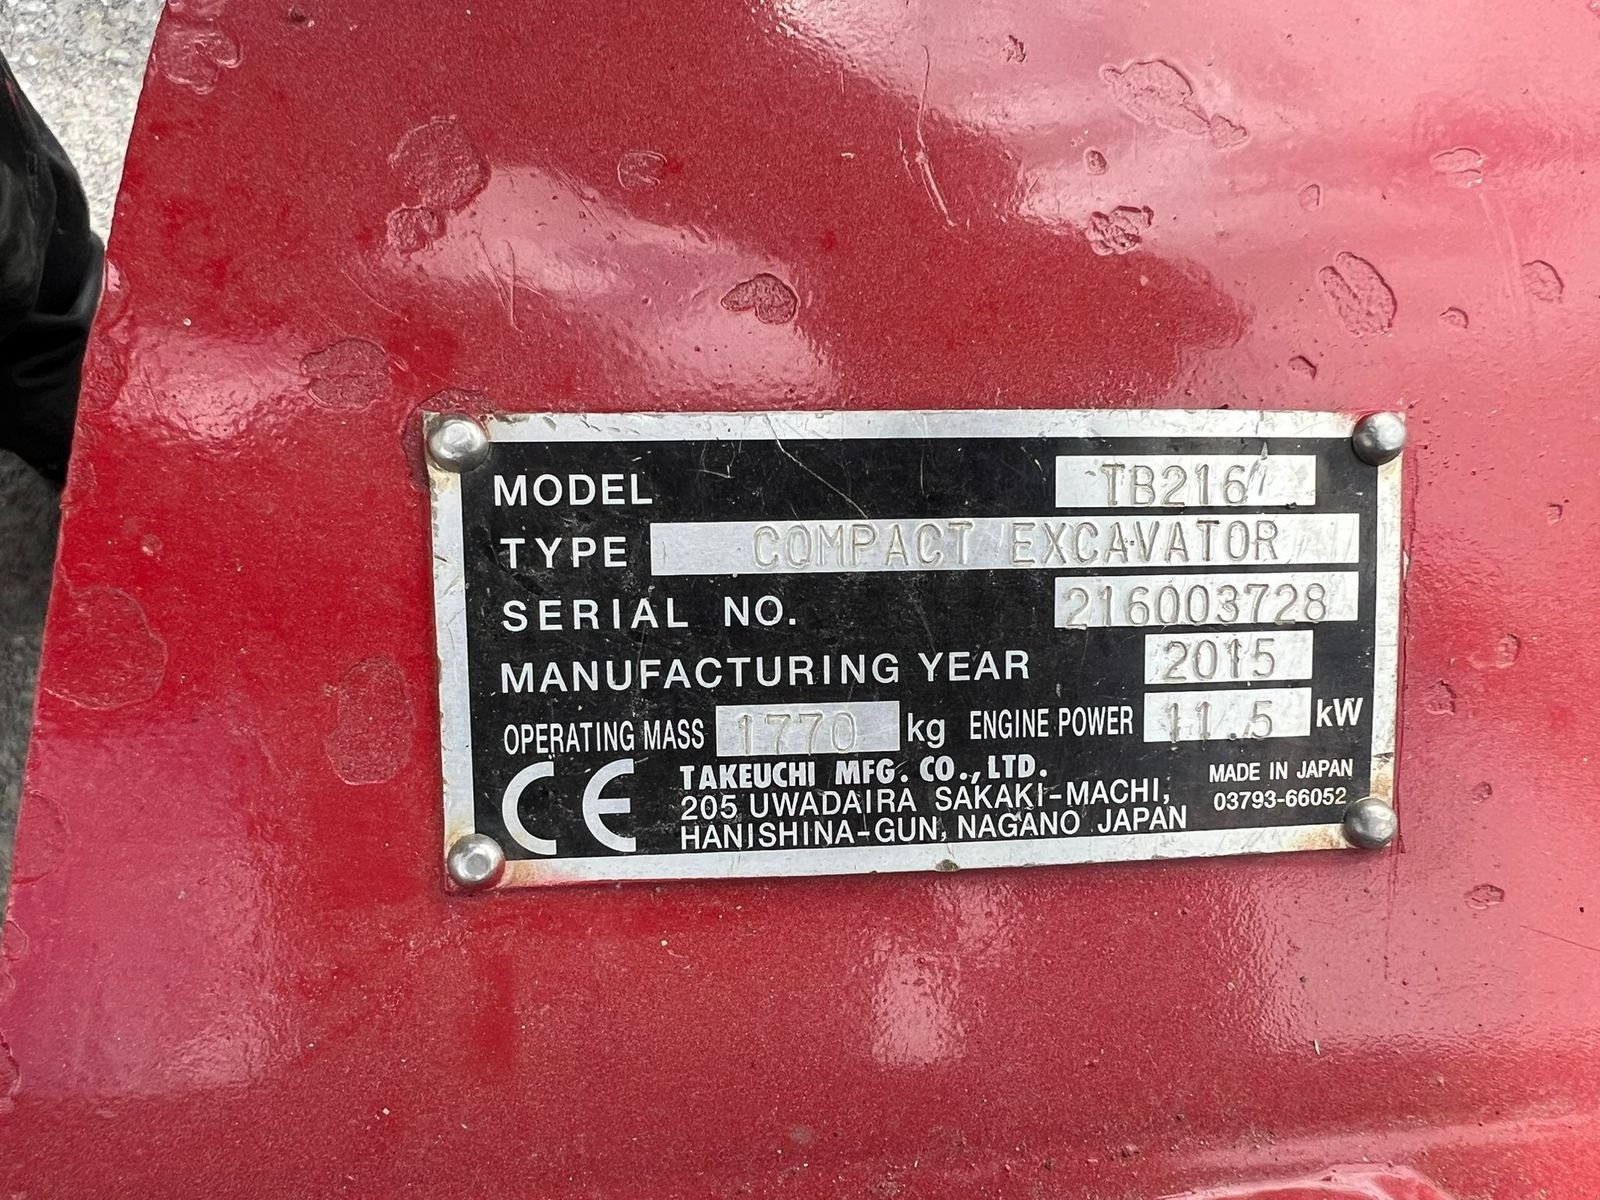 MODEL TB216
TYPE COMPACT EXCAVATOR
SERIAL NO. 216003728
MANUFACTURING YEAR 2015
OPERATING MASS 1770 kg ENGINE POWER 11.5 kW
CE
TAKEUCHI MFG. CO.,LTD.
205 UWADAIRA SAKAKI-MACHI,
HANISHINA-GUN, NAGANO JAPAN
MADE IN JAPAN
03793-66052